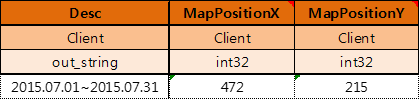 Desc MapPositionX MapPositionY
Client Client Client
out_string int32 int32
2015.07.01~2015.07.31 472 215